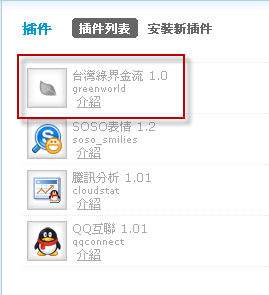 插件 插件列表 安裝新插件
台灣綠界金流 1.0
greenworld
介紹
SOSO表情 1.2
soso_smilies
介紹
騰訊分析 1.01
cloudstat
介紹
QQ互聯 1.01
qqconnect
介紹